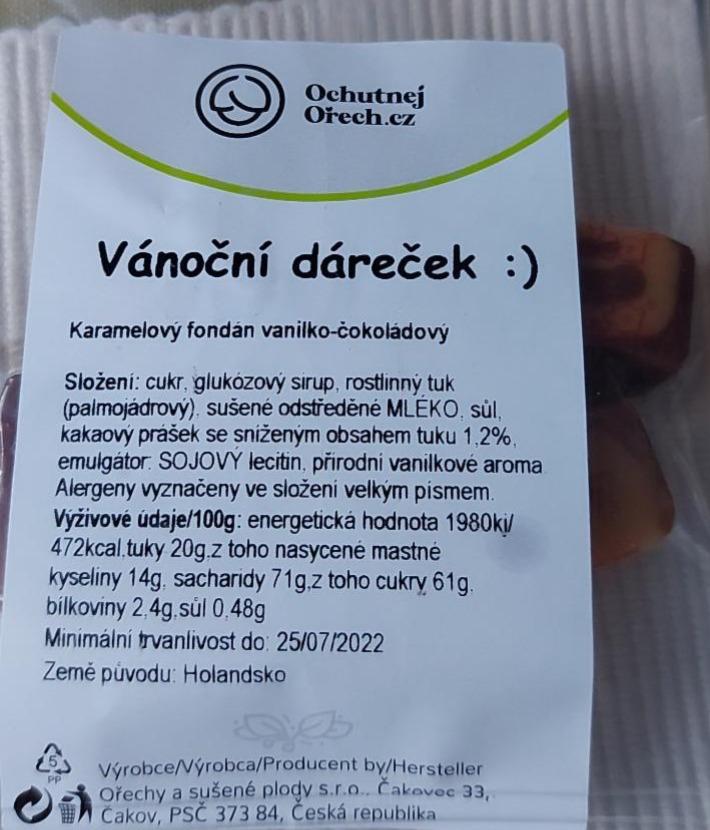 Ochutnej
Ořech.cz
Vánoční dáreček :)
Karamelový fondán vanilko-čokoládový
Složení: cukr, glukózový sirup, rostlinný tuk
(palmojádrový), sušené odstředěné MLÉKO, sůl,
kakaový prášek se sníženým obsahem tuku 1,2%,
emulgátor: SOJOVÝ lecitin, přírodní vanilkové aroma
Alergeny vyznačeny ve složení velkým písmem.
Výživové údaje/100g: energetická hodnota 1980kj/
472kcal,tuky 20g,z toho nasycené mastné
kyseliny 14g, sacharidy 71g,z toho cukry 61g,
bílkoviny 2,4g,sůl 0,48g
Minimální trvanlivost do: 25/07/2022
Země původu: Holandsko
5
PP
Výrobce/Výrobca/Producent by/Hersteller
Ořechy a sušené plody s.r.o., Čakovec 33,
Čakov, PSČ 373 84, Česká republika